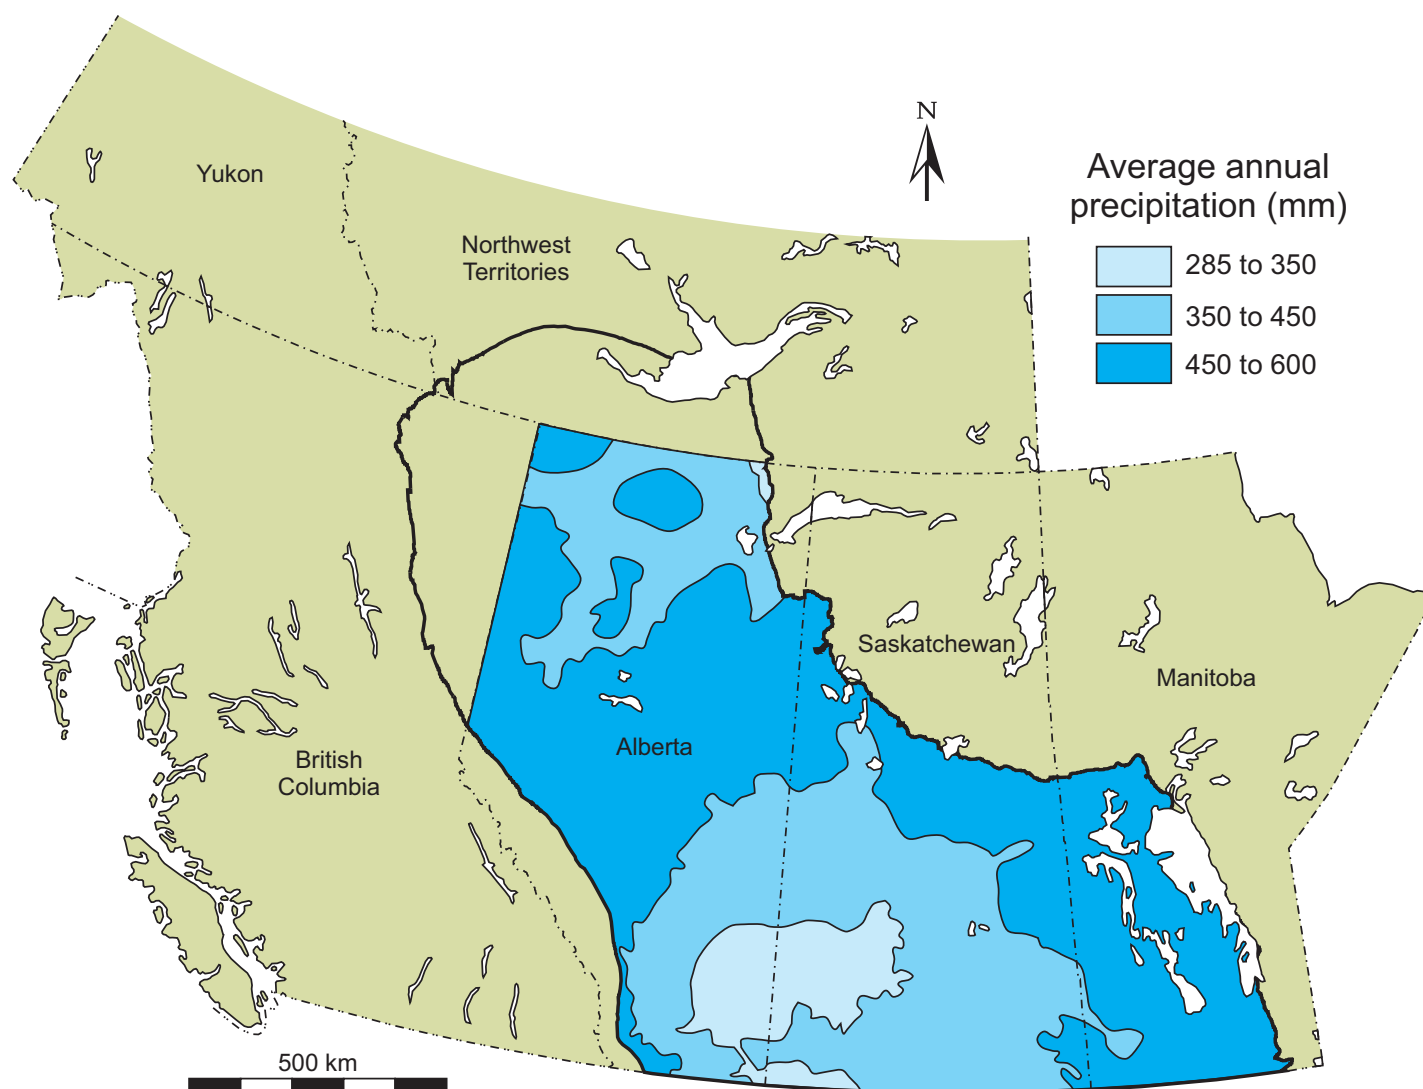 N
Average annual
precipitation (mm)
285 to 350
350 to 450
450 to 600
Yukon
Northwest
Territories
Saskatchewan
Manitoba
Alberta
British
Columbia
500 km